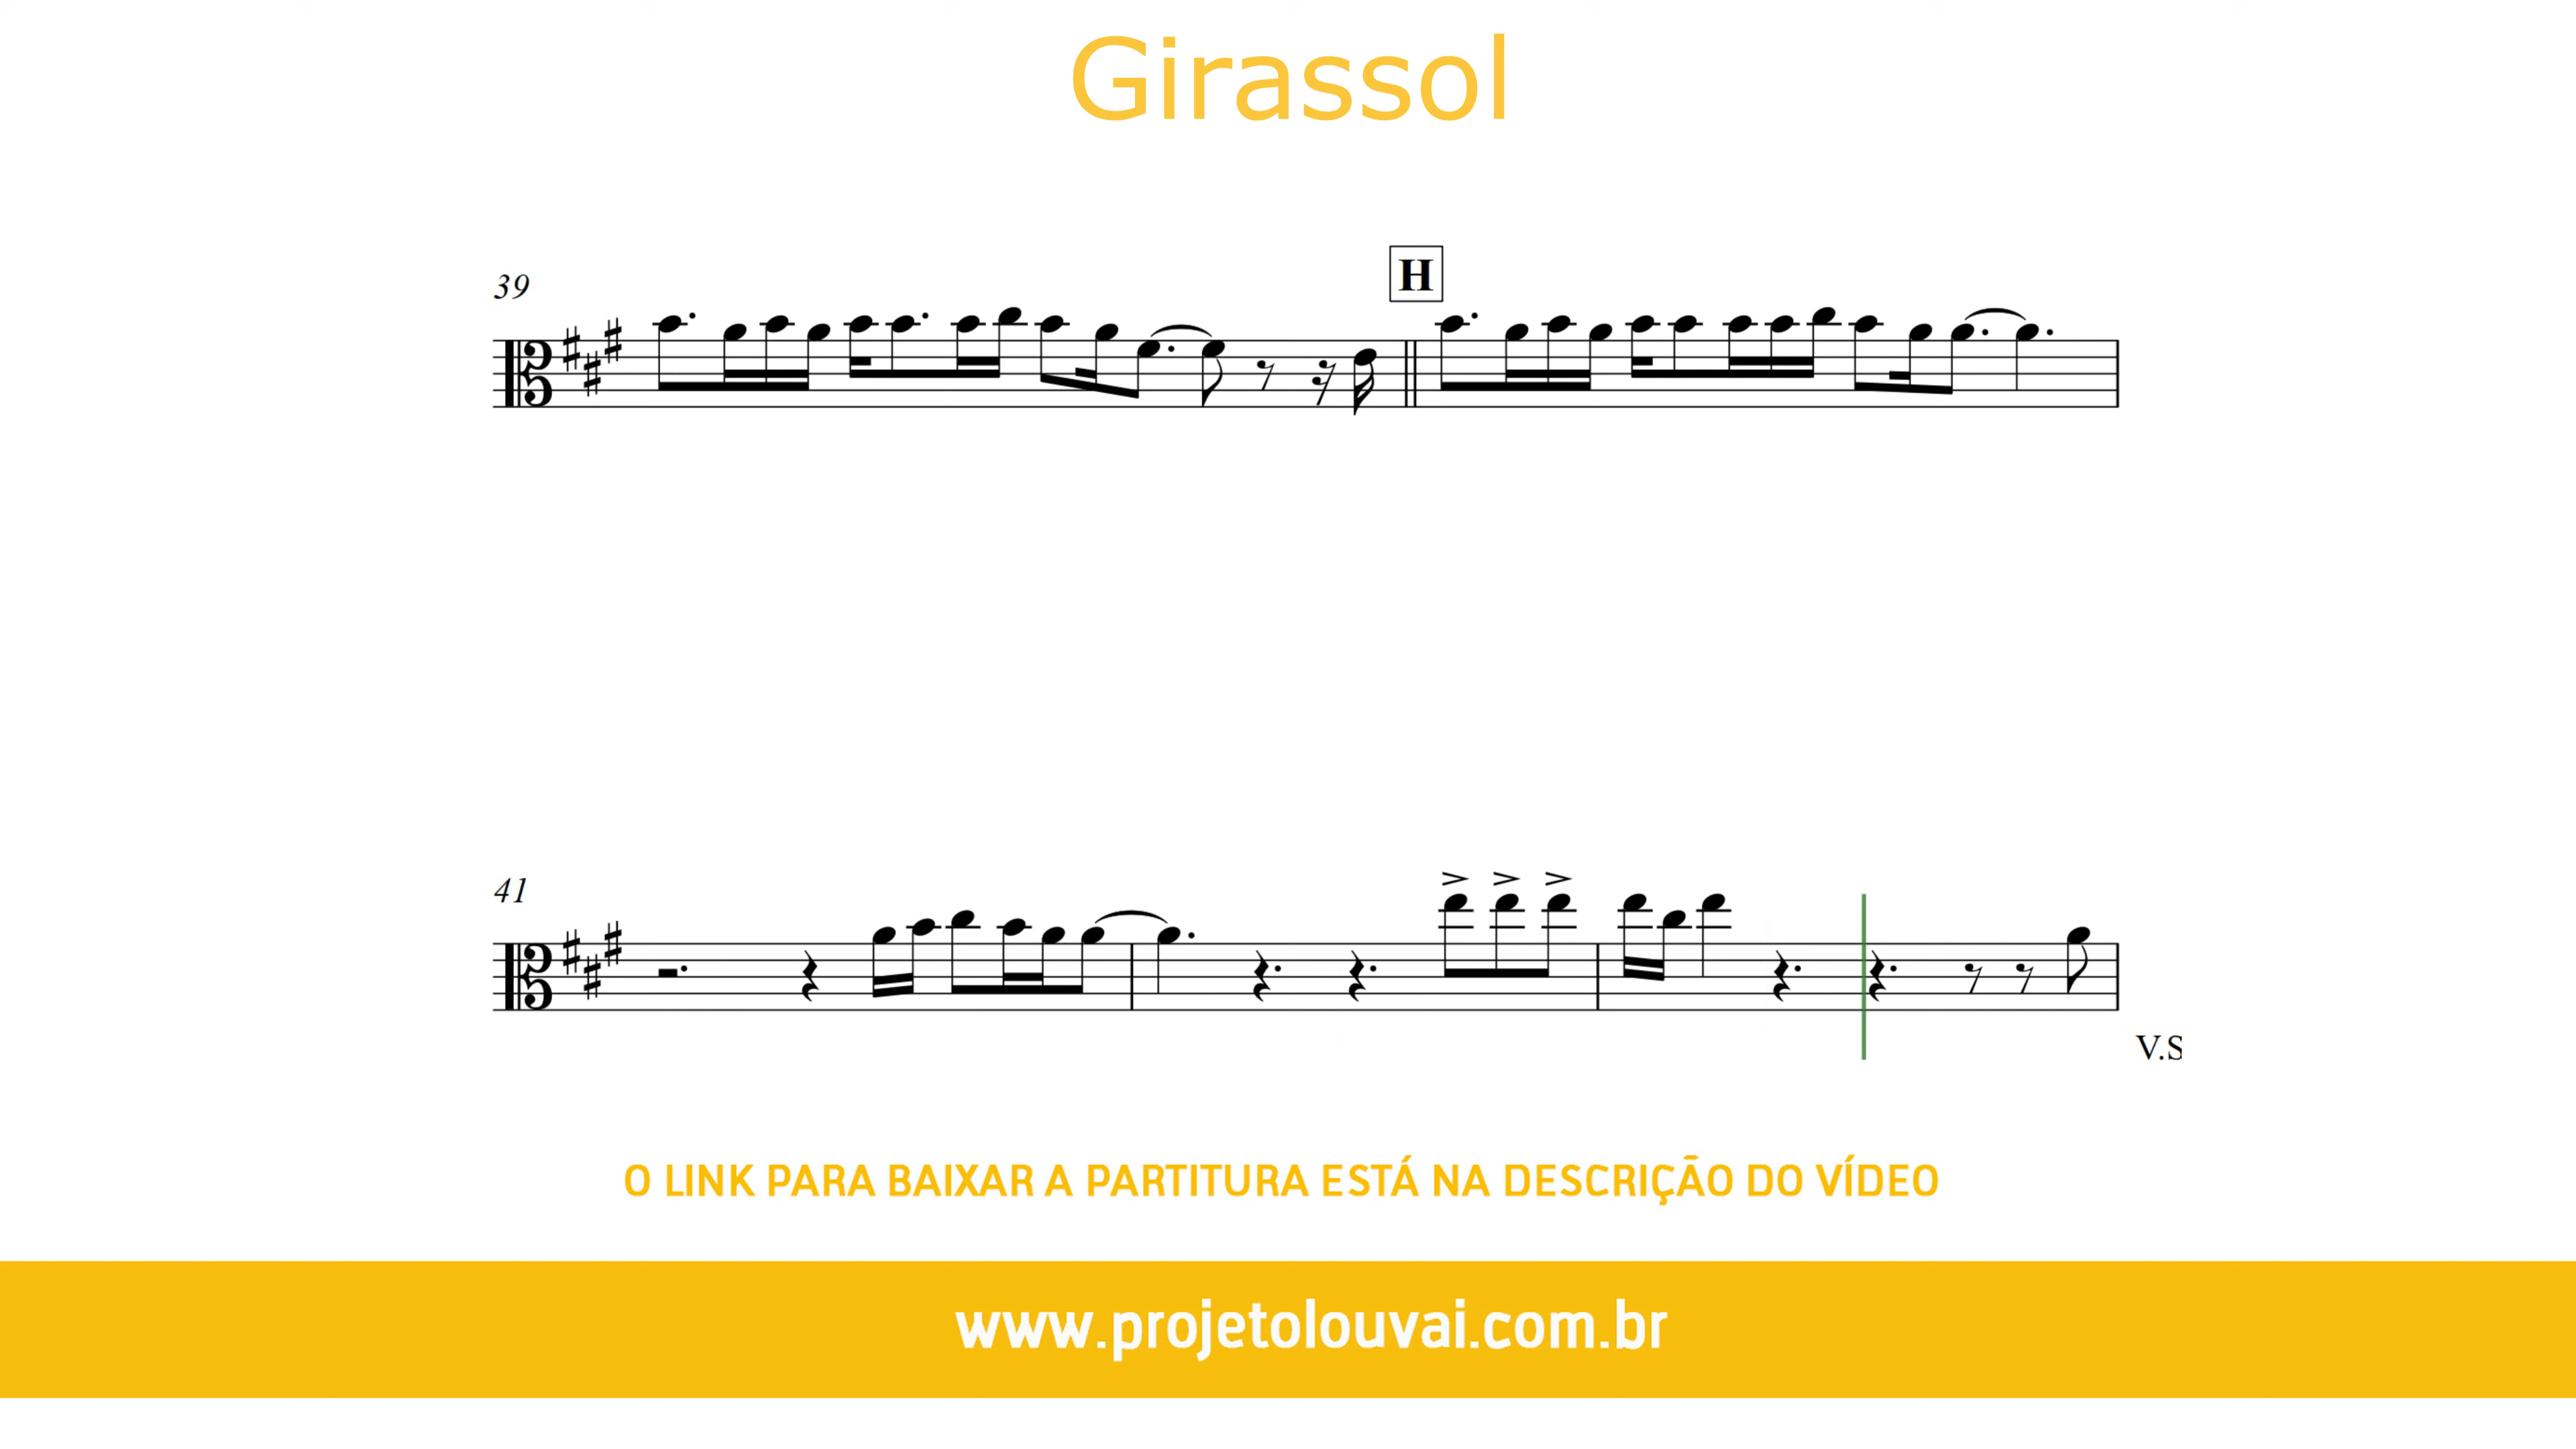 Girassol
39
H
41
V.S
O LINK PARA BAIXAR A PARTITURA ESTÁ NA DESCRIÇÃO DO VÍDEO
www.projetolouvai.com.br